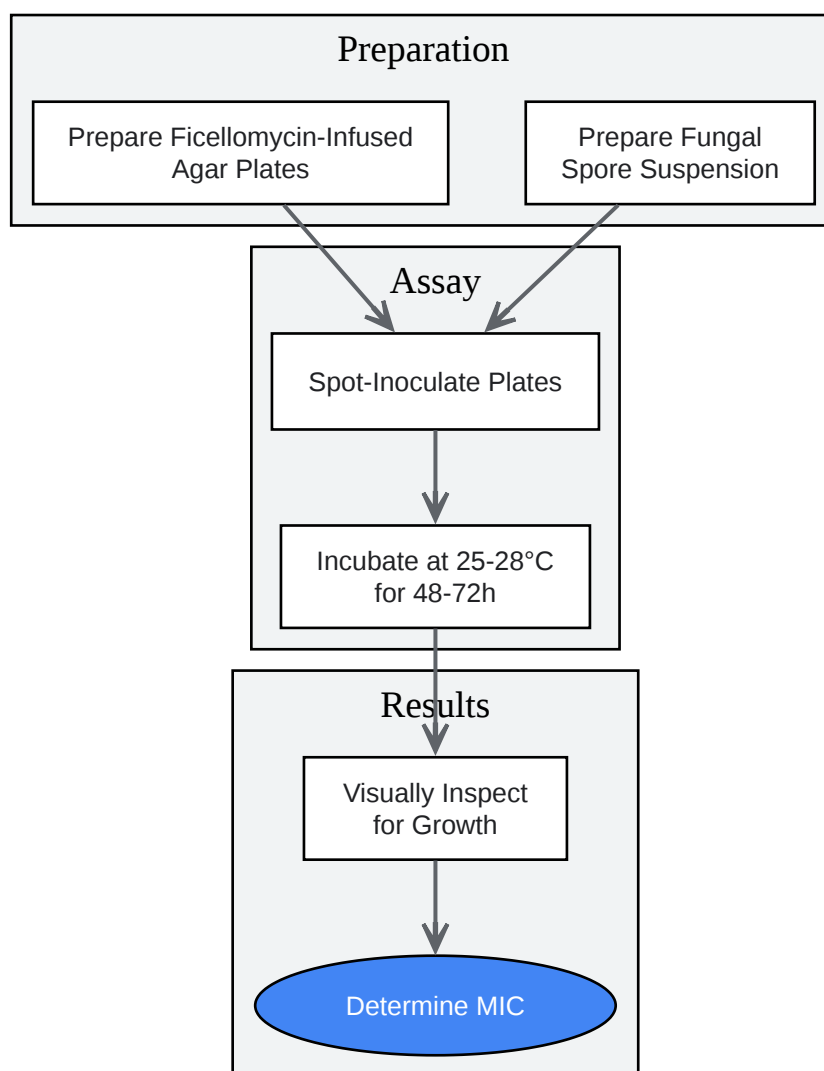 Preparation
Prepare Ficellomycin-Infused
Agar Plates
Prepare Fungal
Spore Suspension
Assay
Spot-Inoculate Plates
Incubate at 25-28°C
for 48-72h
Results
Visually Inspect
for Growth
Determine MIC